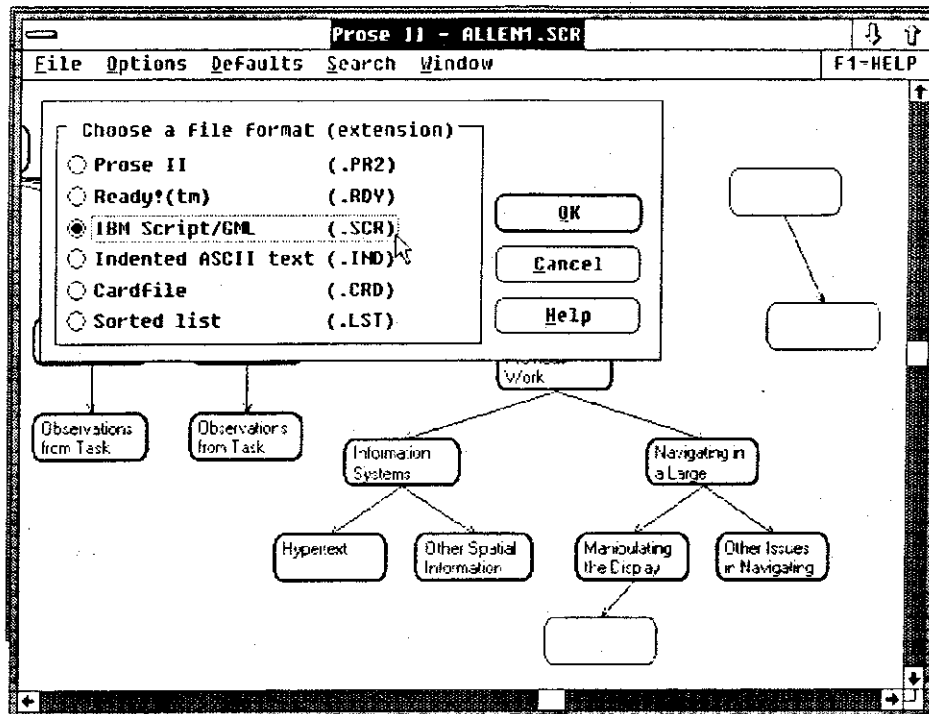 Prose II - ALLEN1.SCR
File Options Defaults Search Window F1=HELP
Choose a file format (extension)
Prose II (.PR2)
Ready!(tm) (.RDY)
IBM Script/GML (.SCR)
Indented ASCII text (.IND)
Cardfile (.CRD)
Sorted list (.LST)
OK
Cancel
Help
Work
Observations
from Task
Observations
from Task
Information
Systems
Navigating in
a Large
Hypertext
Other Spatial
Information
Manipulating
the Display
Other Issues
in Navigating